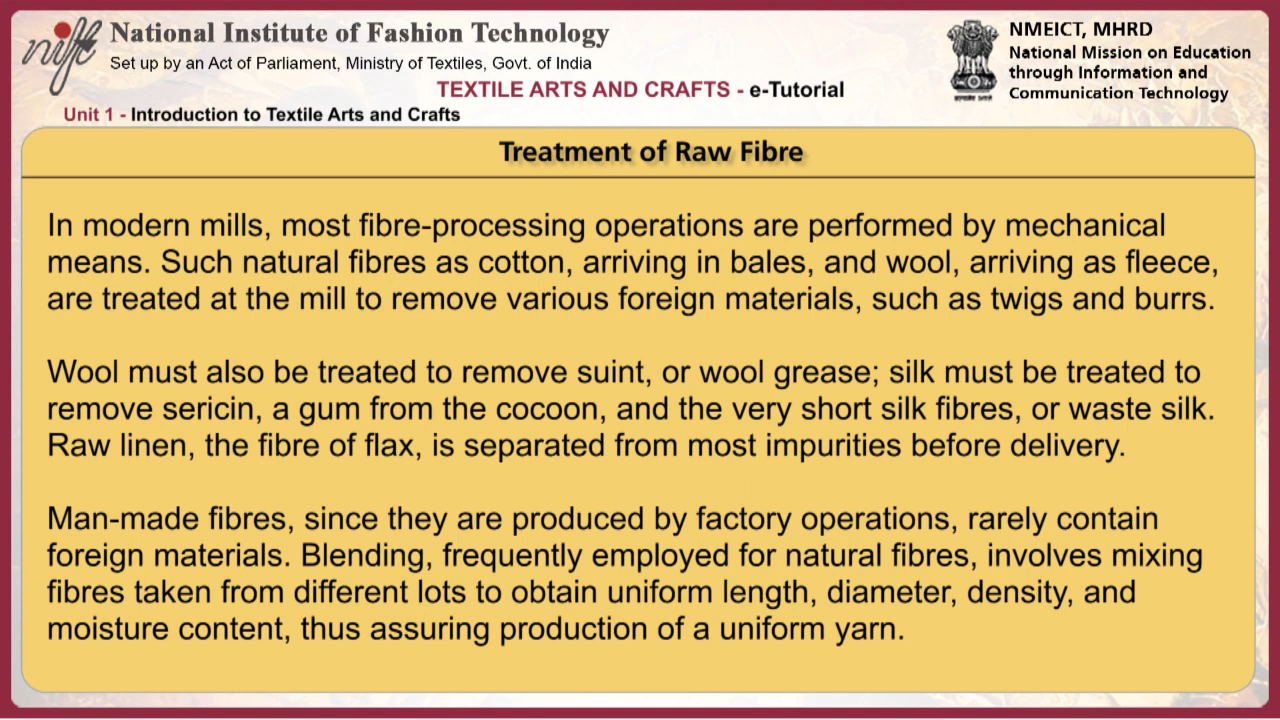 nift
National Institute of Fashion Technology
Set up by an Act of Parliament, Ministry of Textiles, Govt. of India
NMEICT, MHRD
National Mission on Education
through Information and
Communication Technology
TEXTILE ARTS AND CRAFTS - e-Tutorial
Unit 1 - Introduction to Textile Arts and Crafts
Treatment of Raw Fibre
In modern mills, most fibre-processing operations are performed by mechanical
means. Such natural fibres as cotton, arriving in bales, and wool, arriving as fleece,
are treated at the mill to remove various foreign materials, such as twigs and burrs.
Wool must also be treated to remove suint, or wool grease; silk must be treated to
remove sericin, a gum from the cocoon, and the very short silk fibres, or waste silk.
Raw linen, the fibre of flax, is separated from most impurities before delivery.
Man-made fibres, since they are produced by factory operations, rarely contain
foreign materials. Blending, frequently employed for natural fibres, involves mixing
fibres taken from different lots to obtain uniform length, diameter, density, and
moisture content, thus assuring production of a uniform yarn.